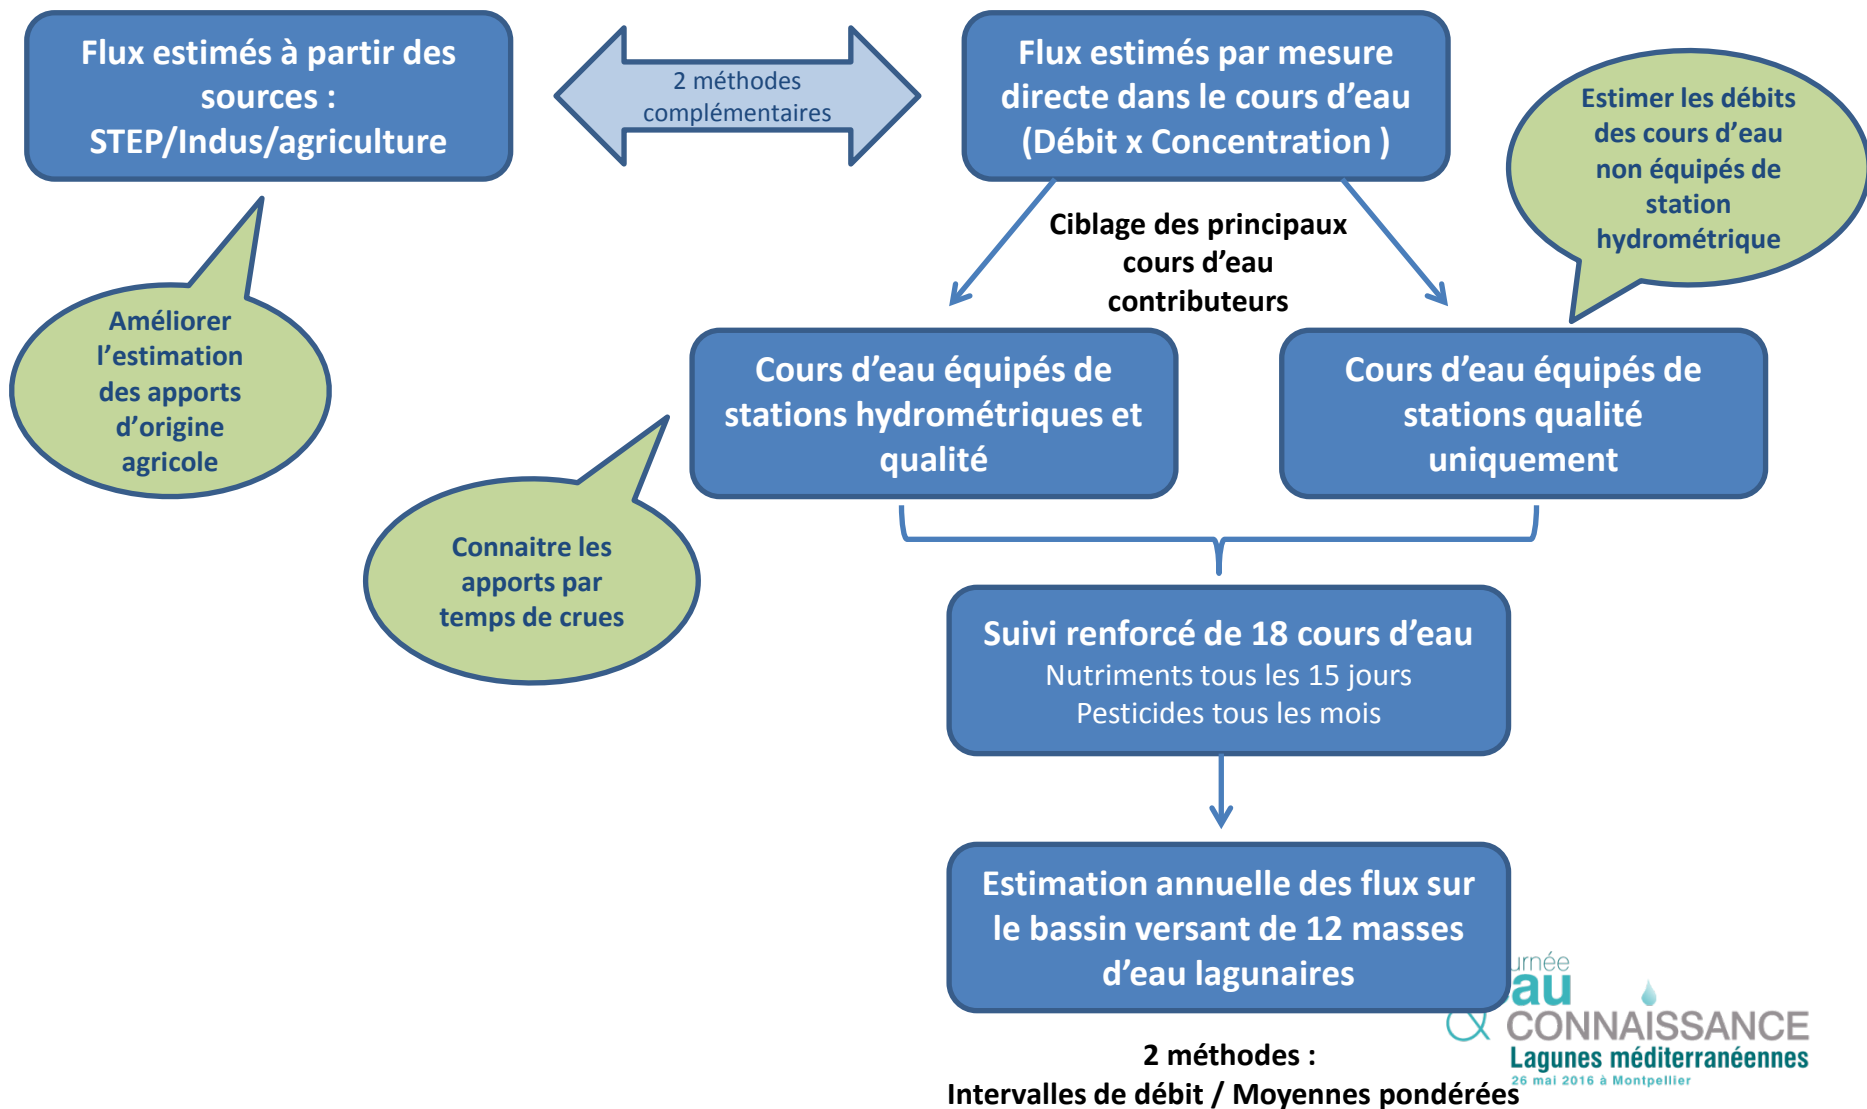 Flux estimés à partir des
sources :
STEP/Indus/agriculture
2 méthodes
complémentaires
Flux estimés par mesure
directe dans le cours d'eau
(Débit x Concentration )
Estimer les débits
des cours d'eau
non équipés de
station
hydrométrique
Ciblage des principaux
cours d'eau
contributeurs
Améliorer
l'estimation
des apports
d'origine
agricole
Cours d'eau équipés de
stations hydrométriques et
qualité
Cours d'eau équipés de
stations qualité
uniquement
Connaitre les
apports par
temps de crues
Suivi renforcé de 18 cours d'eau
Nutriments tous les 15 jours
Pesticides tous les mois
Estimation annuelle des flux sur
le bassin versant de 12 masses
d'eau lagunaires
urnée
au
& CONNAISSANCE
Lagunes méditerranéennes
26 mai 2016 à Montpellier
2 méthodes :
Intervalles de débit / Moyennes pondérées